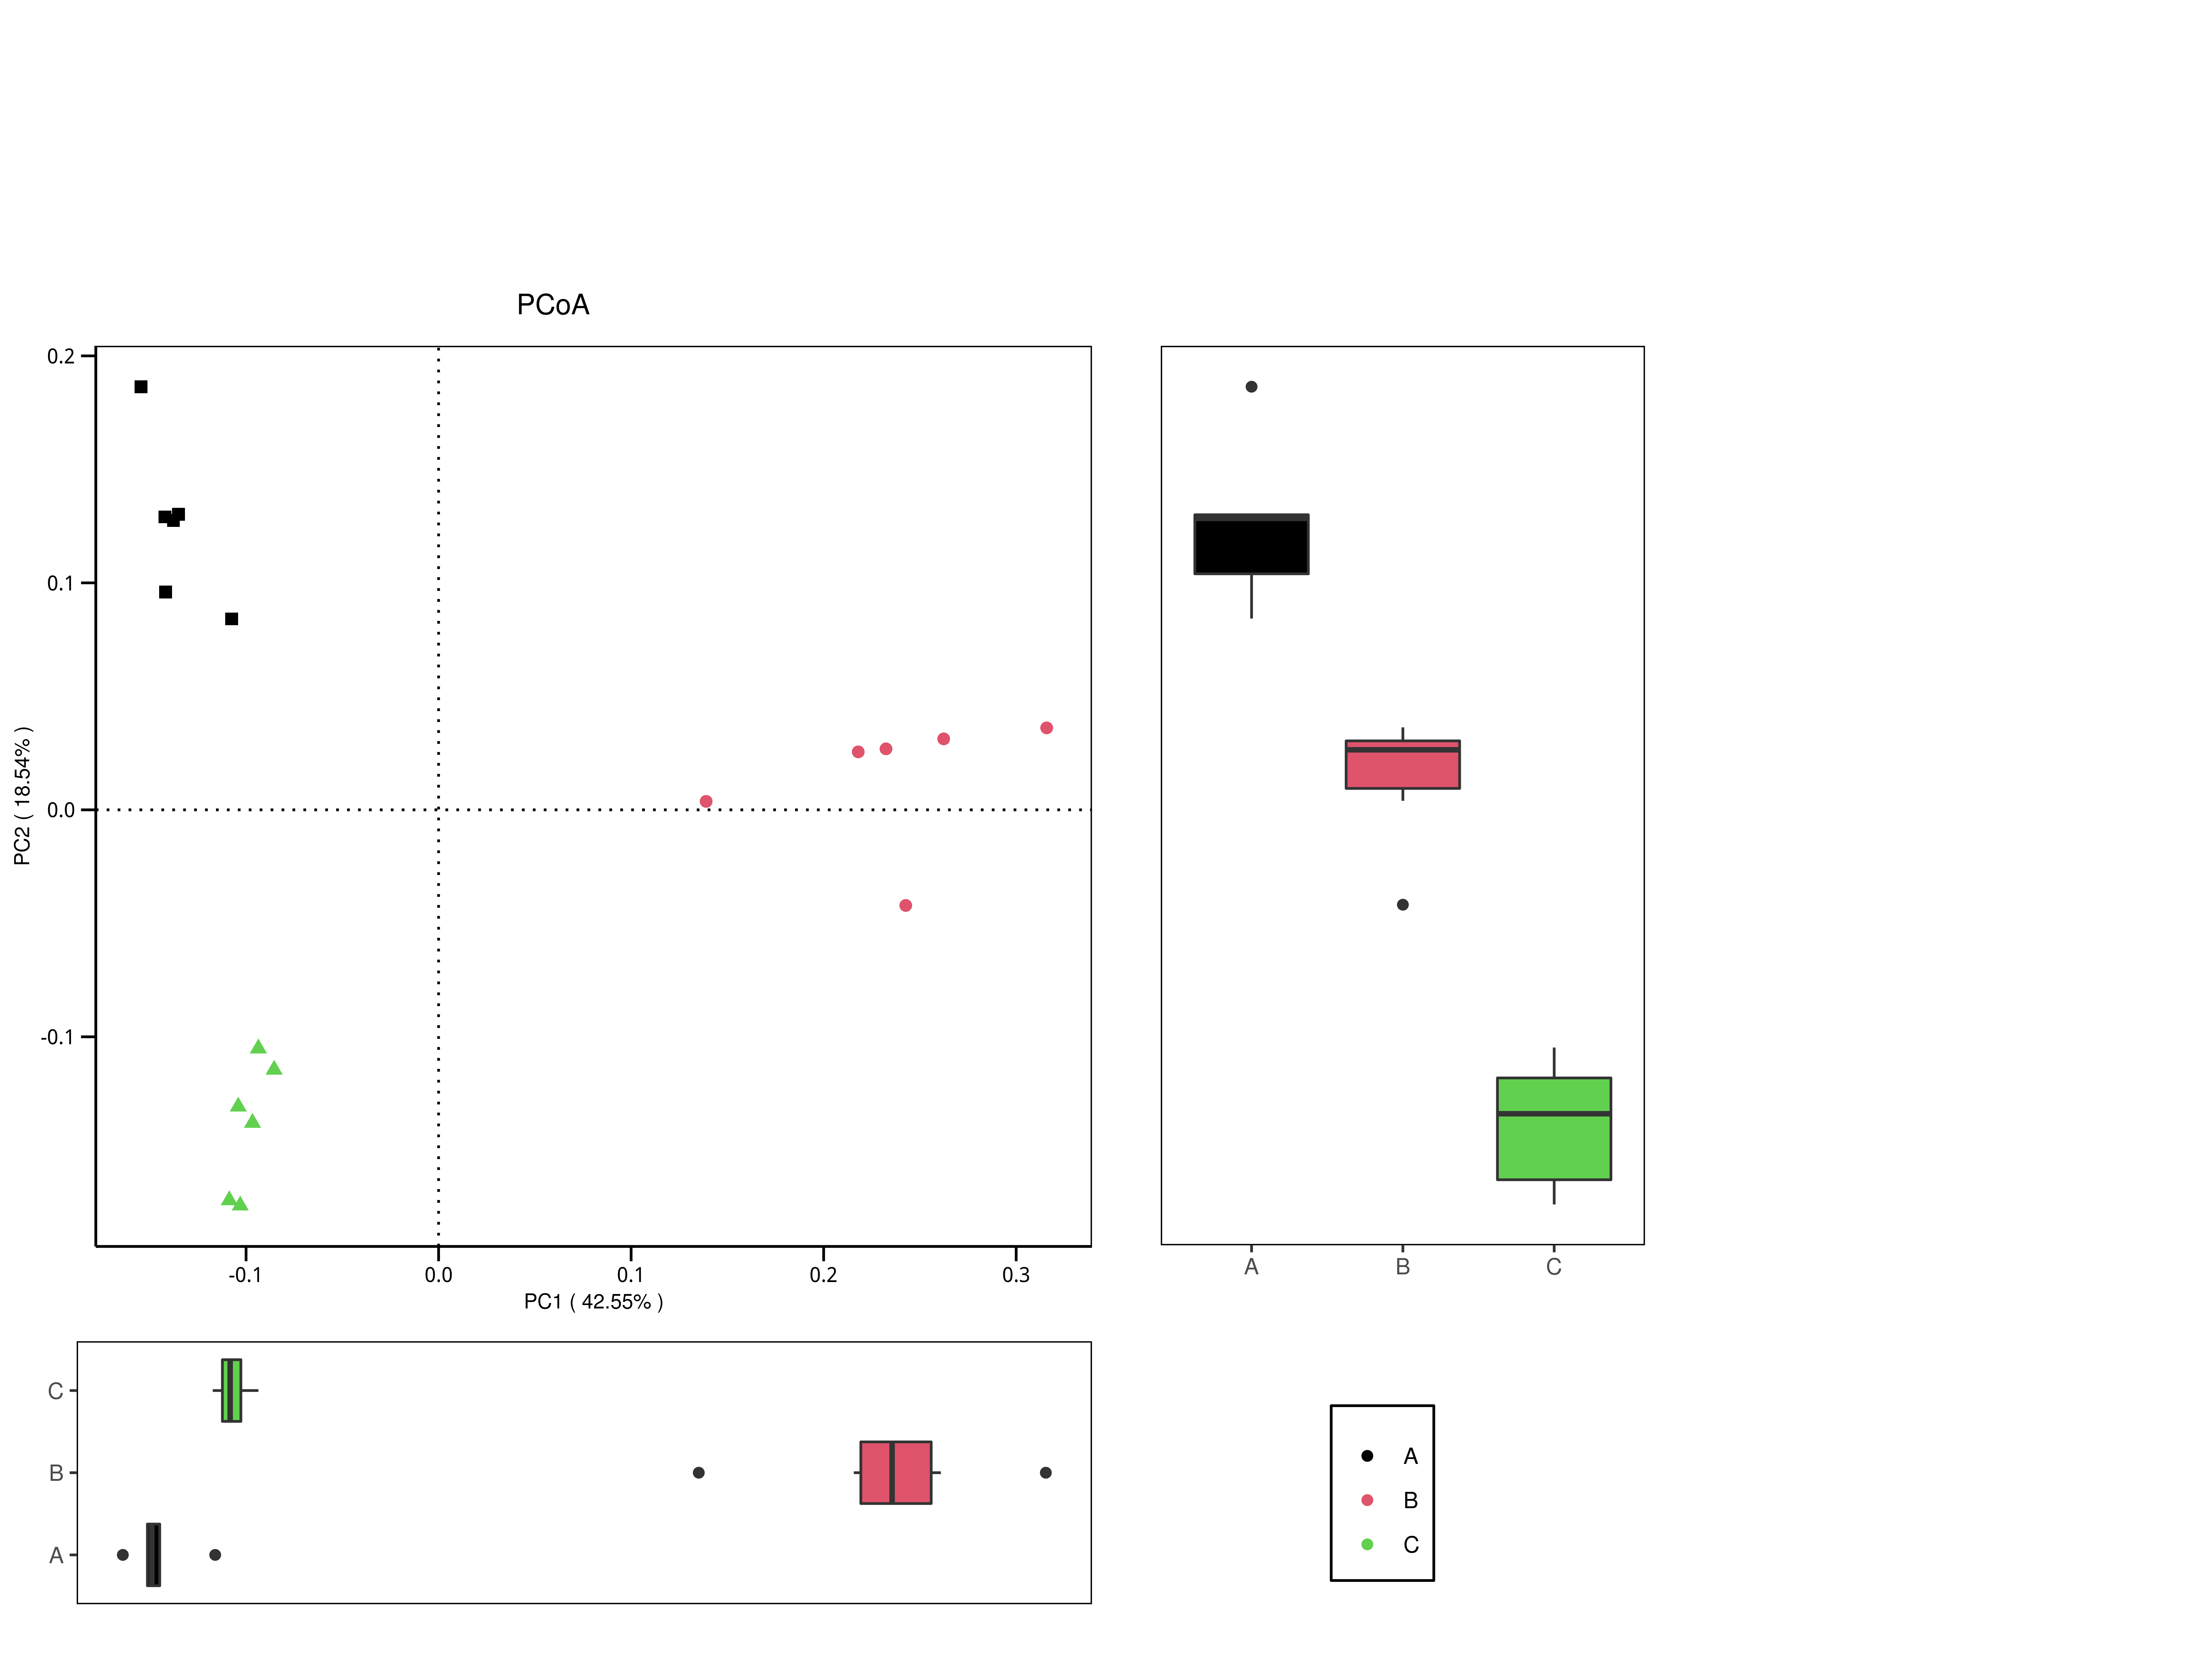 PCoA
0.2
0.1
0.0
-0.1
PC2 ( 18.54% )
-0.1 0.0 0.1 0.2 0.3
PC1 ( 42.55% )
A B C
C
B
A
A
B
C